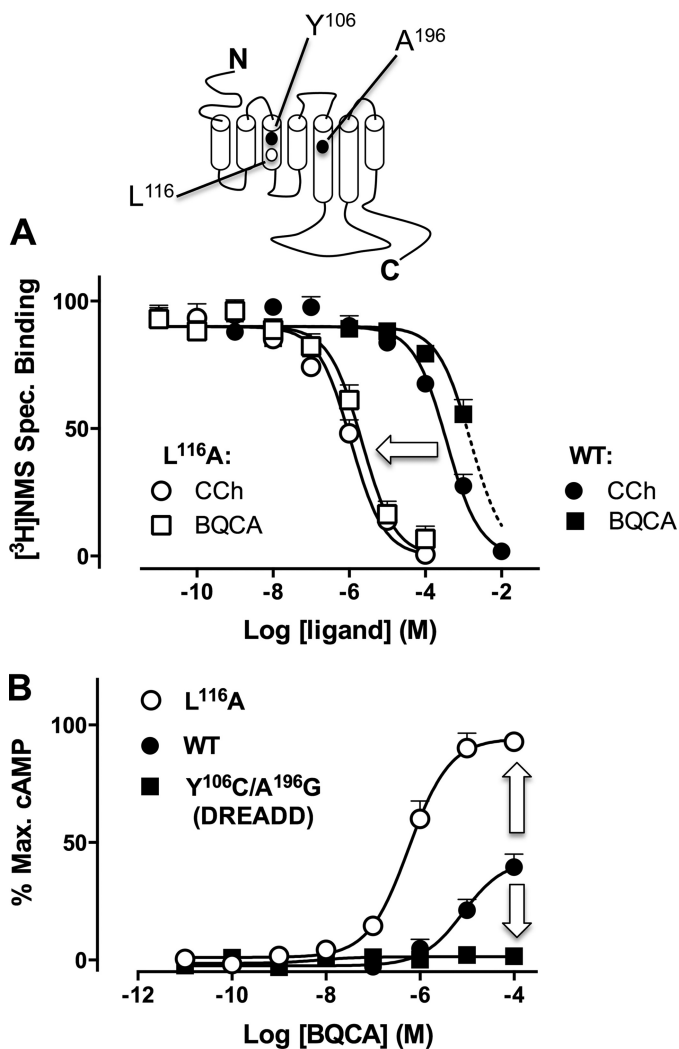 Y106
A196
N
L116
C
A
[3H]NMS Spec. Binding
100
50
0
L116A:
CCh
BQCA
WT:
CCh
BQCA
-10 -8 -6 -4 -2
Log [ligand] (M)
B
% Max. cAMP
100
50
0
L116A
WT
Y106C/A196G
(DREADD)
-12 -10 -8 -6 -4
Log [BQCA] (M)